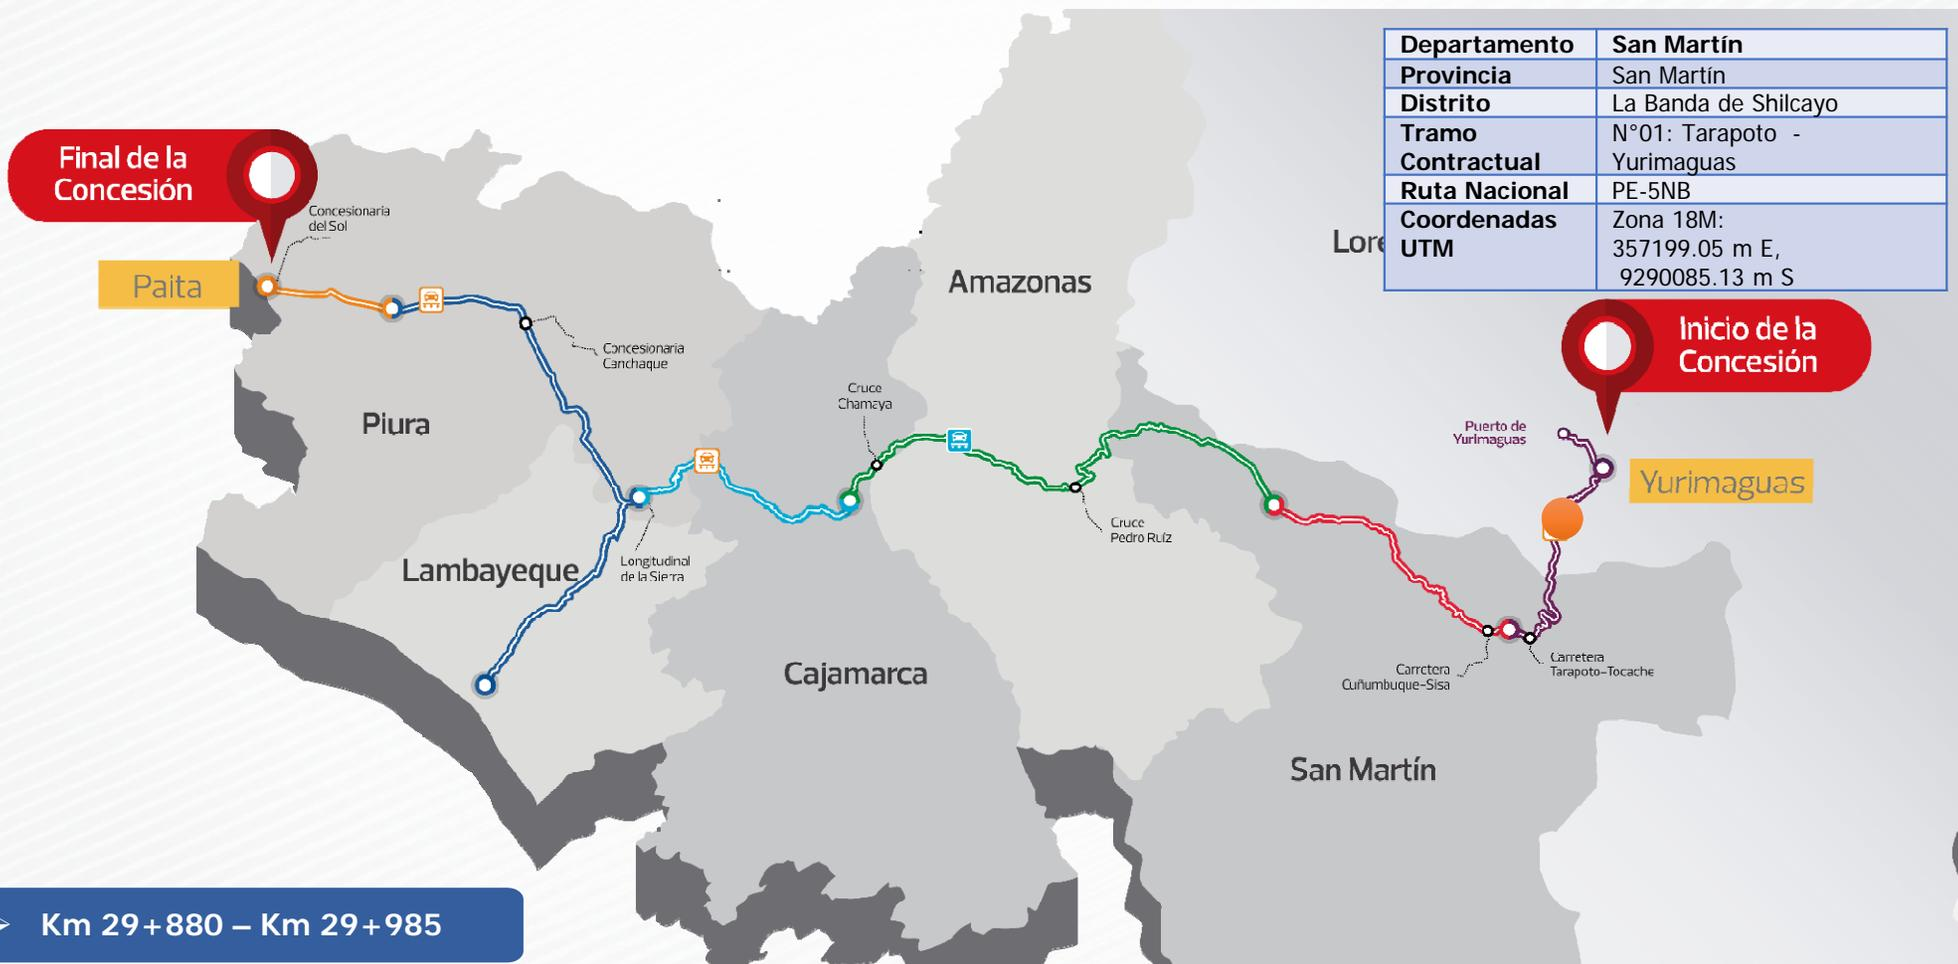 Departamento San Martín
Provincia San Martín
Distrito La Banda de Shilcayo
Tramo N°01: Tarapoto -
Contractual Yurimaguas
Ruta Nacional PE-5NB
Coordenadas Zona 18M:
UTM 357199.05 m E,
9290085.13 m S
Final de la
Concesión
Concesionaria
del Sol
Paita
Amazonas
Inicio de la
Concesión
Concesionaria
Canchaque
Piura
Cruce
Chamaya
Puerto de
Yurimaguas
Yurimaguas
Cruce
Pedro Ruíz
Lambayeque
Longitudinal
de la Sierra
Cajamarca
Carretera
Tarapoto-Tocache
Carrctera
Cuñumbuque-Sisa
San Martín
Km 29+880 – Km 29+985